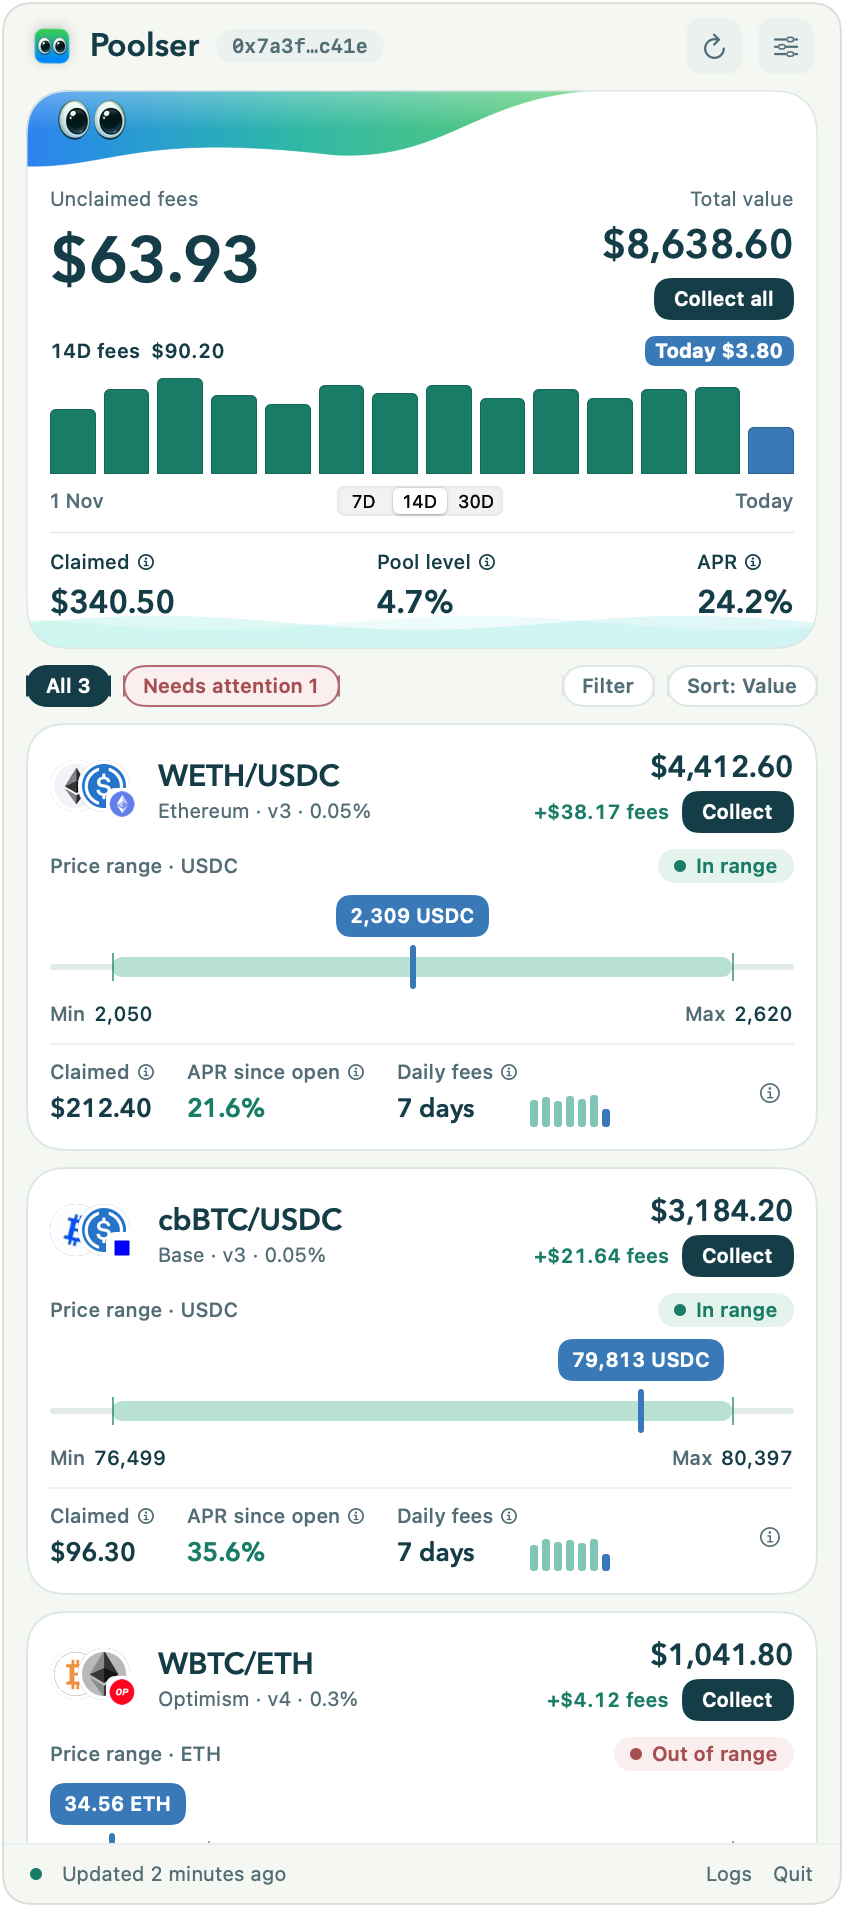 Poolser 0x7a3f…c41e
Unclaimed fees Total value
$63.93 $8,638.60
Collect all
14D fees $90.20 Today $3.80
1 Nov 7D 14D 30D Today
Claimed Pool level APR
$340.50 4.7% 24.2%
All 3 Needs attention 1 Filter Sort: Value
WETH/USDC $4,412.60
Ethereum · v3 · 0.05% +$38.17 fees Collect
Price range · USDC In range
2,309 USDC
Min 2,050 Max 2,620
Claimed APR since open Daily fees
$212.40 21.6% 7 days
cbBTC/USDC $3,184.20
Base · v3 · 0.05% +$21.64 fees Collect
Price range · USDC In range
79,813 USDC
Min 76,499 Max 80,397
Claimed APR since open Daily fees
$96.30 35.6% 7 days
WBTC/ETH $1,041.80
OP
Optimism · v4 · 0.3% +$4.12 fees Collect
Price range · ETH Out of range
34.56 ETH
Updated 2 minutes ago Logs Quit